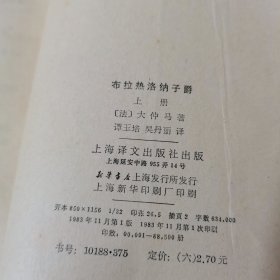 布拉热洛纳子爵
上册
〔法〕大仲马著
谭玉培 吴丹丽 译
上海译文出版社出版
上海延安中路 955 弄 14 号
新华书店上海发行所发行
上海新华印刷厂印刷
开本 850×1156 1/32 印张 26.5 插页 2 字数 634,000
1983 年 11 月第 1 版 1983 年 11 月第 1 次印刷
印数：00,001—88,500 册
书号：10188·375 定价：(六)2.70 元